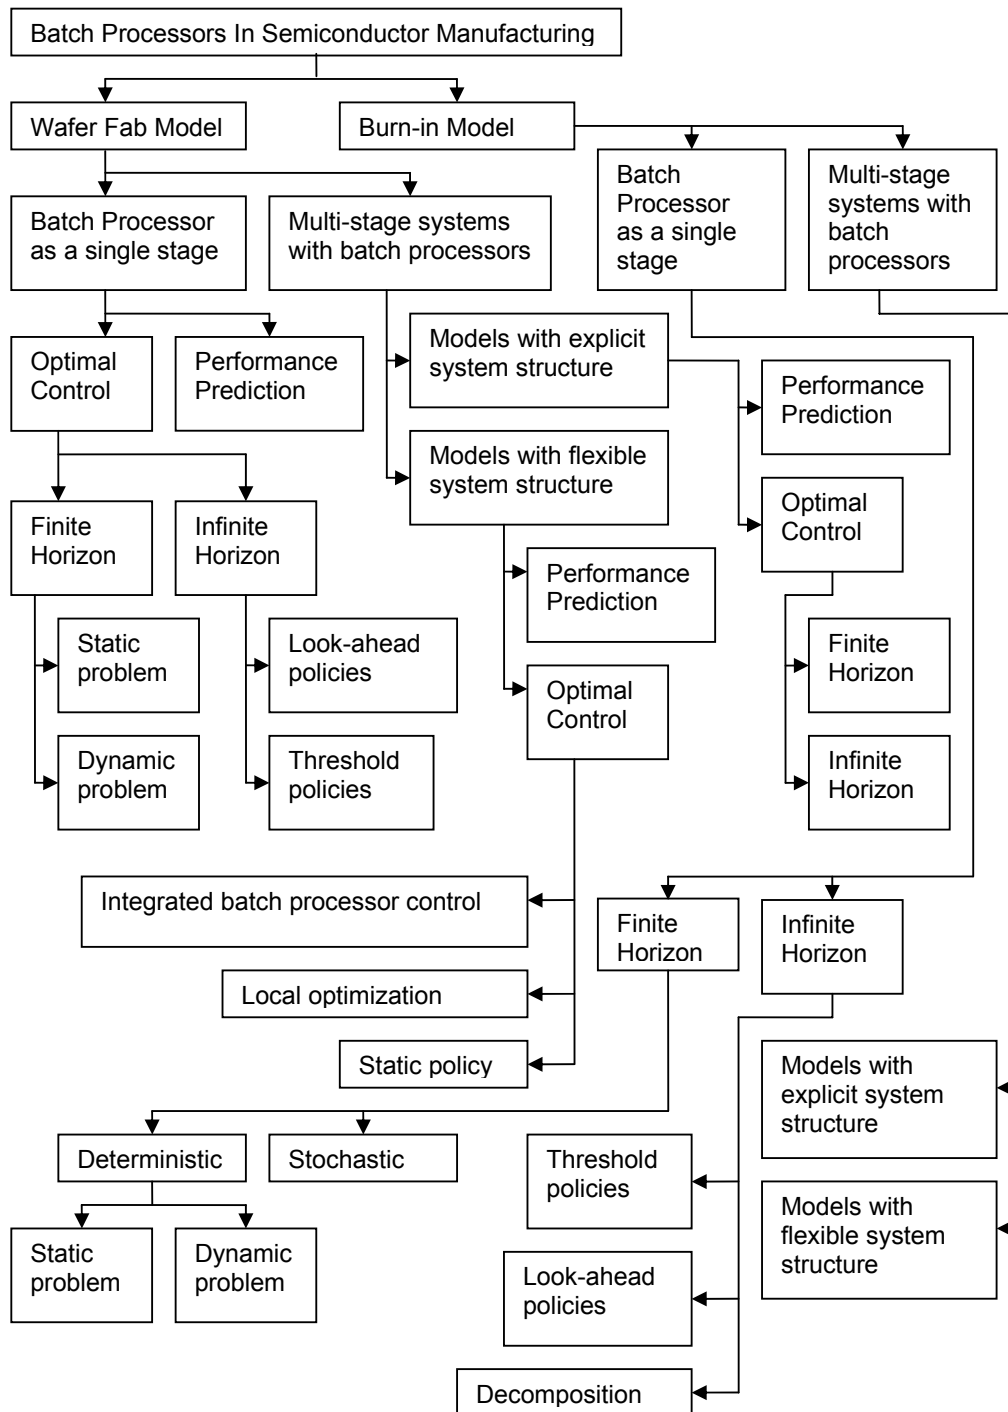 Batch Processors In Semiconductor Manufacturing
Wafer Fab Model
Burn-in Model
Batch
Processor
as a single
stage
Multi-stage
systems with
batch
processors
Batch Processor
as a single stage
Multi-stage systems
with batch processors
Optimal
Control
Performance
Prediction
Models with explicit
system structure
Performance
Prediction
Models with flexible
system structure
Optimal
Control
Finite
Horizon
Infinite
Horizon
Performance
Prediction
Static
problem
Look-ahead
policies
Finite
Horizon
Optimal
Control
Dynamic
problem
Threshold
policies
Infinite
Horizon
Integrated batch processor control
Finite
Horizon
Infinite
Horizon
Local optimization
Static policy
Models with
explicit system
structure
Deterministic
Stochastic
Threshold
policies
Models with
flexible system
structure
Static
problem
Dynamic
problem
Look-ahead
policies
Decomposition